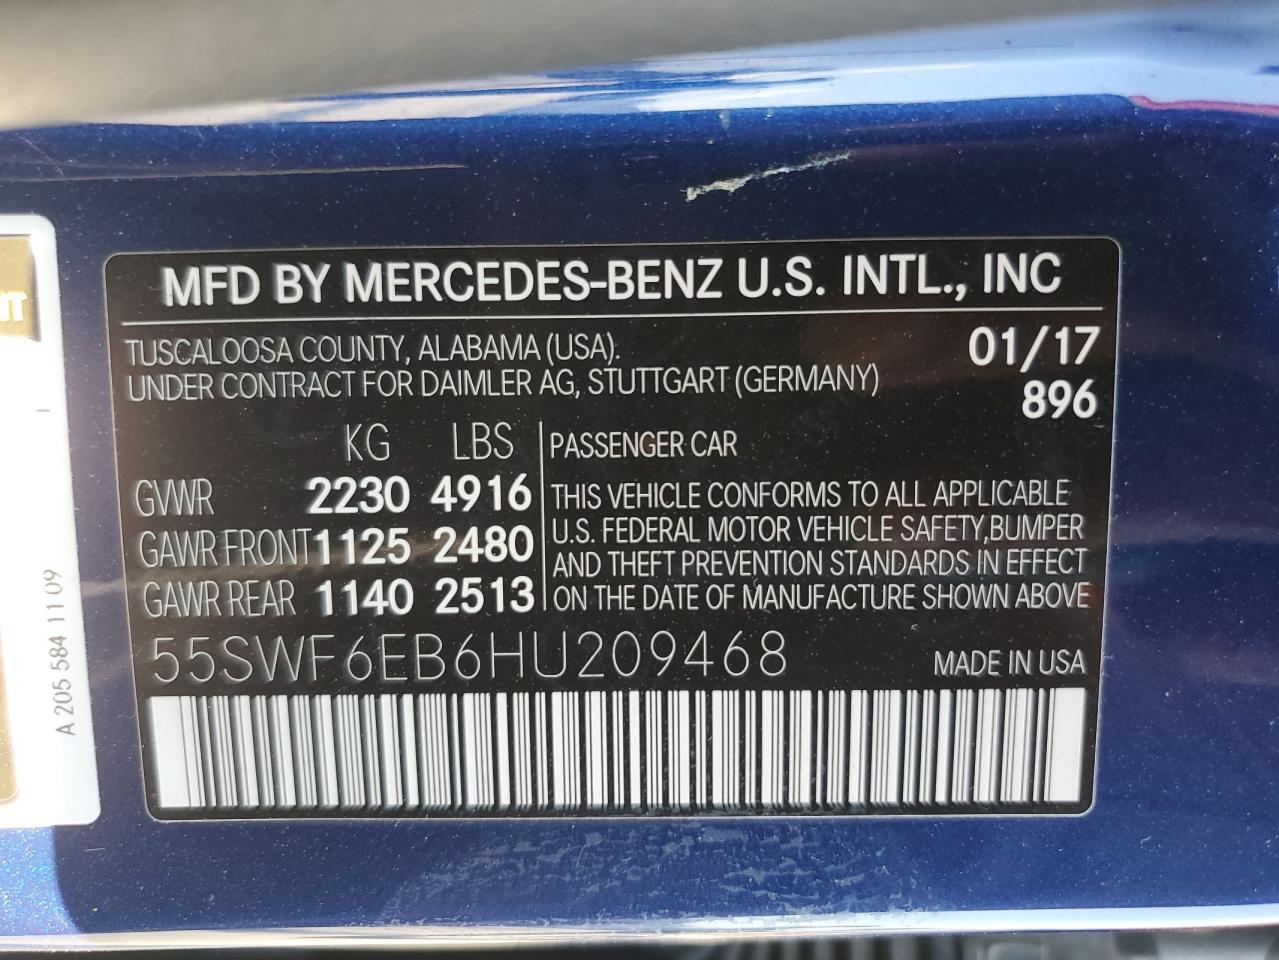 MFD BY MERCEDES-BENZ U.S. INTL., INC
TUSCALOOSA COUNTY, ALABAMA (USA).
UNDER CONTRACT FOR DAIMLER AG, STUTTGART (GERMANY)
01/17
896
KG LBS
GVWR 2230 4916
GAWR FRONT 1125 2480
GAWR REAR 1140 2513
PASSENGER CAR
THIS VEHICLE CONFORMS TO ALL APPLICABLE
U.S. FEDERAL MOTOR VEHICLE SAFETY,BUMPER
AND THEFT PREVENTION STANDARDS IN EFFECT
ON THE DATE OF MANUFACTURE SHOWN ABOVE
55SWF6EB6HU209468
MADE IN USA
A 205 584 11 09